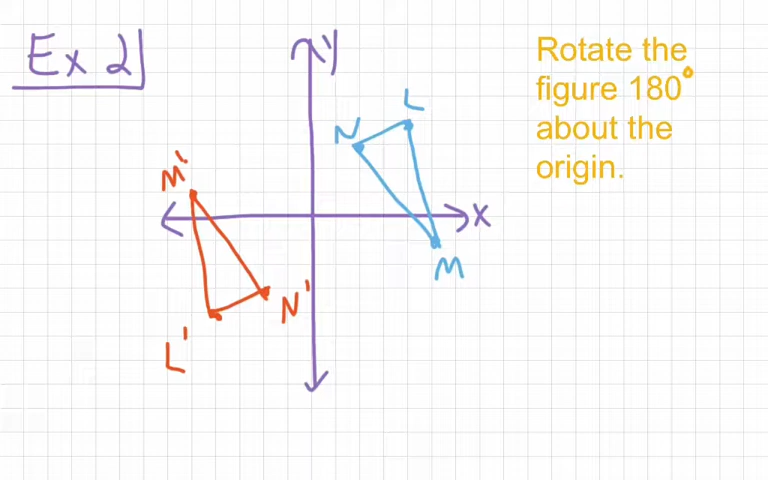 Ex 2
y
Rotate the
figure 180°
about the
origin.
L
N
M'
x
M
N'
L'